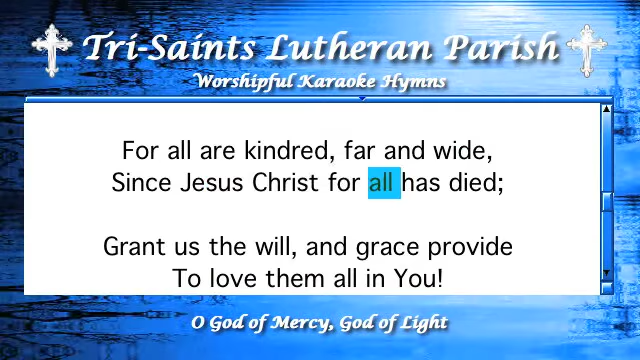 Tri-Saints Lutheran Parish
Worshipful Karaoke Hymns
For all are kindred, far and wide,
Since Jesus Christ for all has died;
Grant us the will, and grace provide
To love them all in You!
O God of Mercy, God of Light